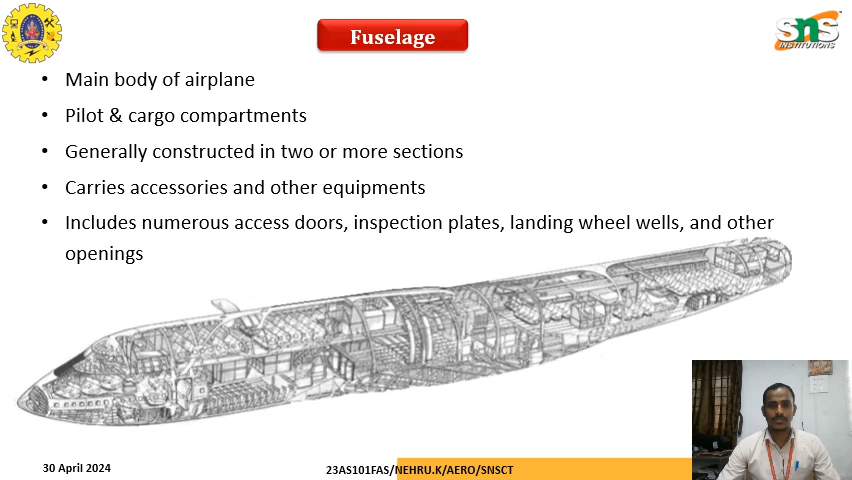 Fuselage
sns
INSTITUTIONS
• Main body of airplane
• Pilot & cargo compartments
• Generally constructed in two or more sections
• Carries accessories and other equipments
• Includes numerous access doors, inspection plates, landing wheel wells, and other
openings
30 April 2024
23AS101FAS/NEHRU.K/AERO/SNSCT